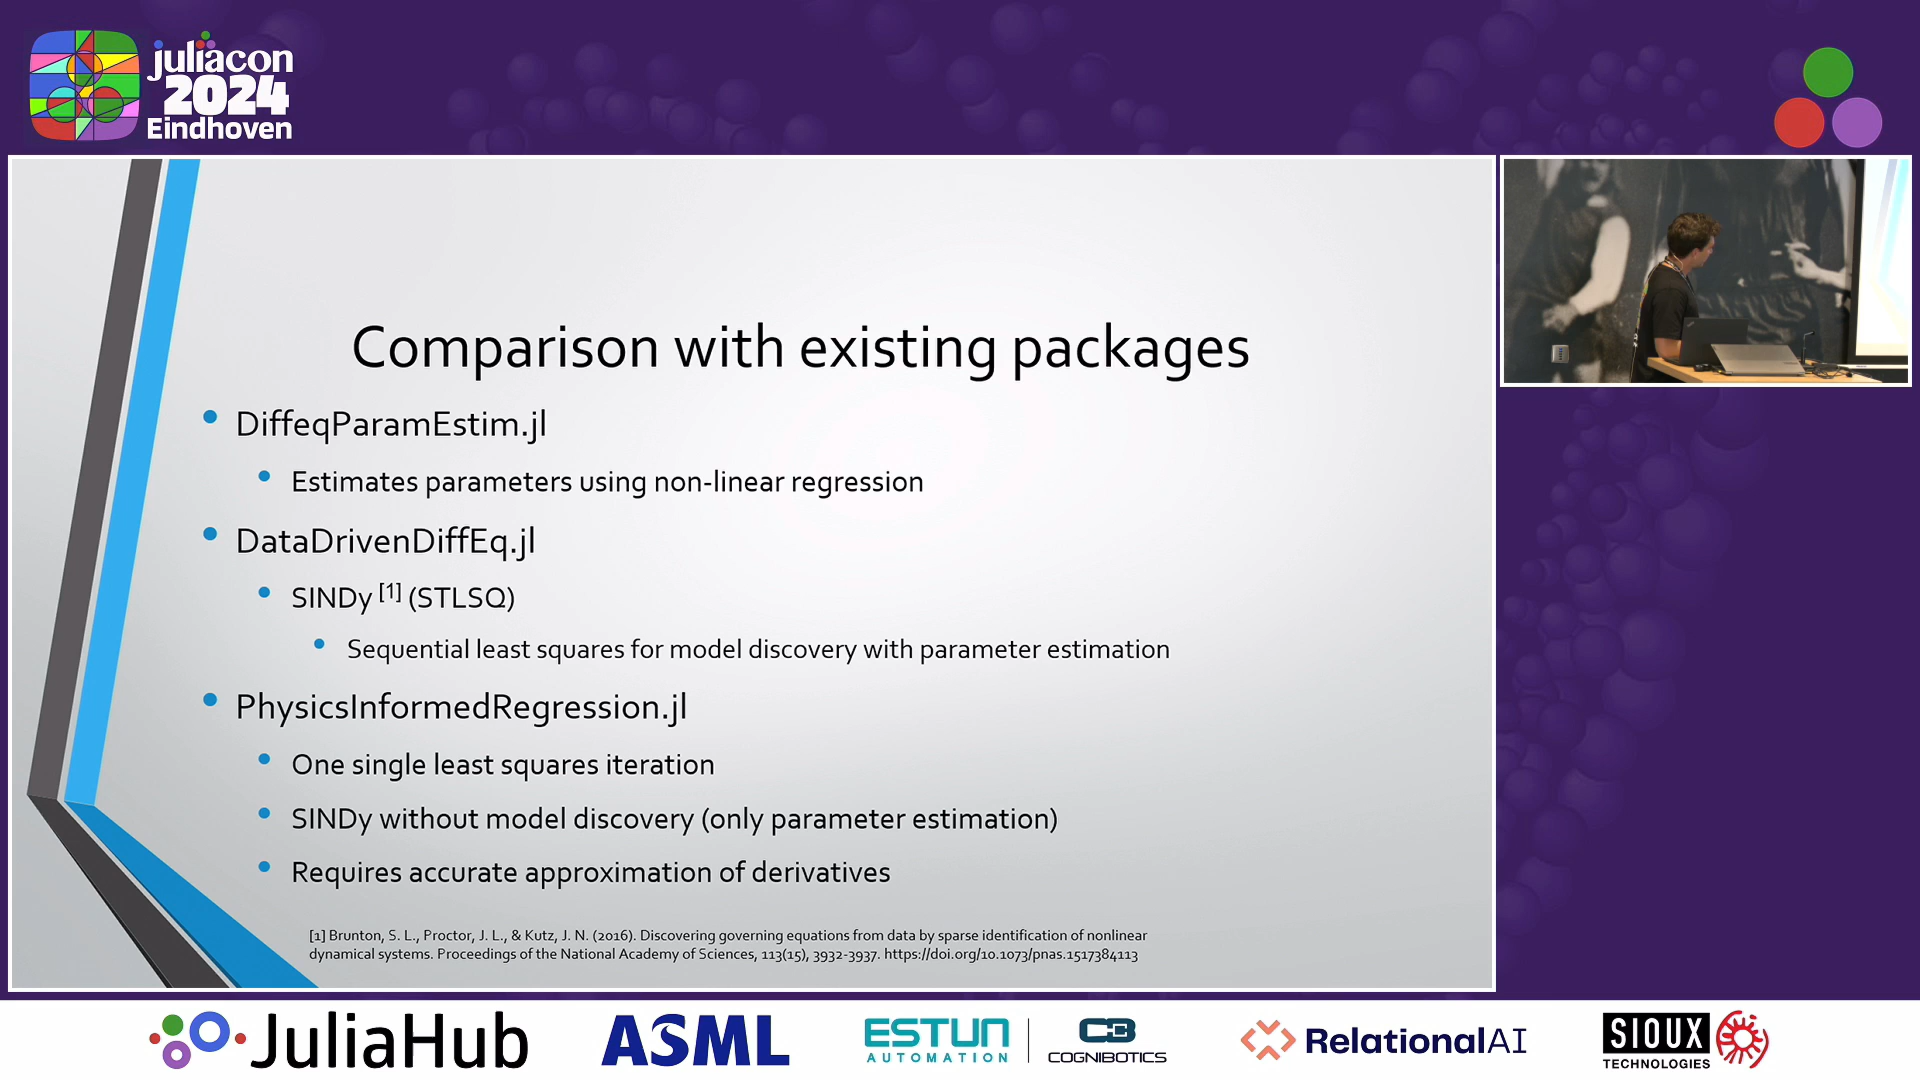 juliacon
2024
Eindhoven
Comparison with existing packages
• DiffeqParamEstim.jl
• Estimates parameters using non-linear regression
• DataDrivenDiffEq.jl
• SINDy [1] (STLSQ)
• Sequential least squares for model discovery with parameter estimation
• PhysicsInformedRegression.jl
• One single least squares iteration
• SINDy without model discovery (only parameter estimation)
• Requires accurate approximation of derivatives
[1] Brunton, S. L., Proctor, J. L., & Kutz, J. N. (2016). Discovering governing equations from data by sparse identification of nonlinear
dynamical systems. Proceedings of the National Academy of Sciences, 113(15), 3932-3937. https://doi.org/10.1073/pnas.1517384113
JuliaHub
ASML
ESTUN
AUTOMATION
COGNIBOTICS
RelationalAI
SIOUX
TECHNOLOGIES